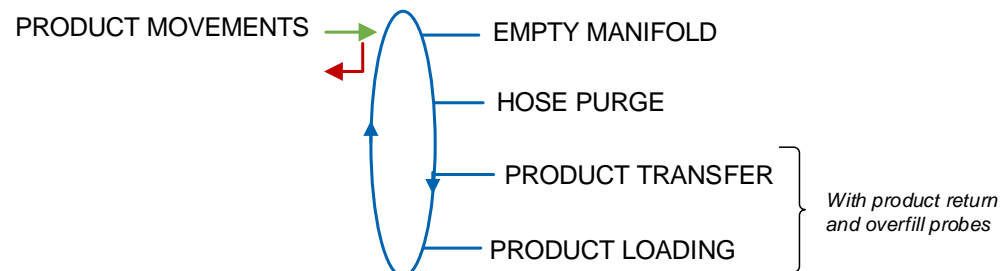 PRODUCT MOVEMENTS
EMPTY MANIFOLD
HOSE PURGE
PRODUCT TRANSFER
PRODUCT LOADING
With product return
and overfill probes